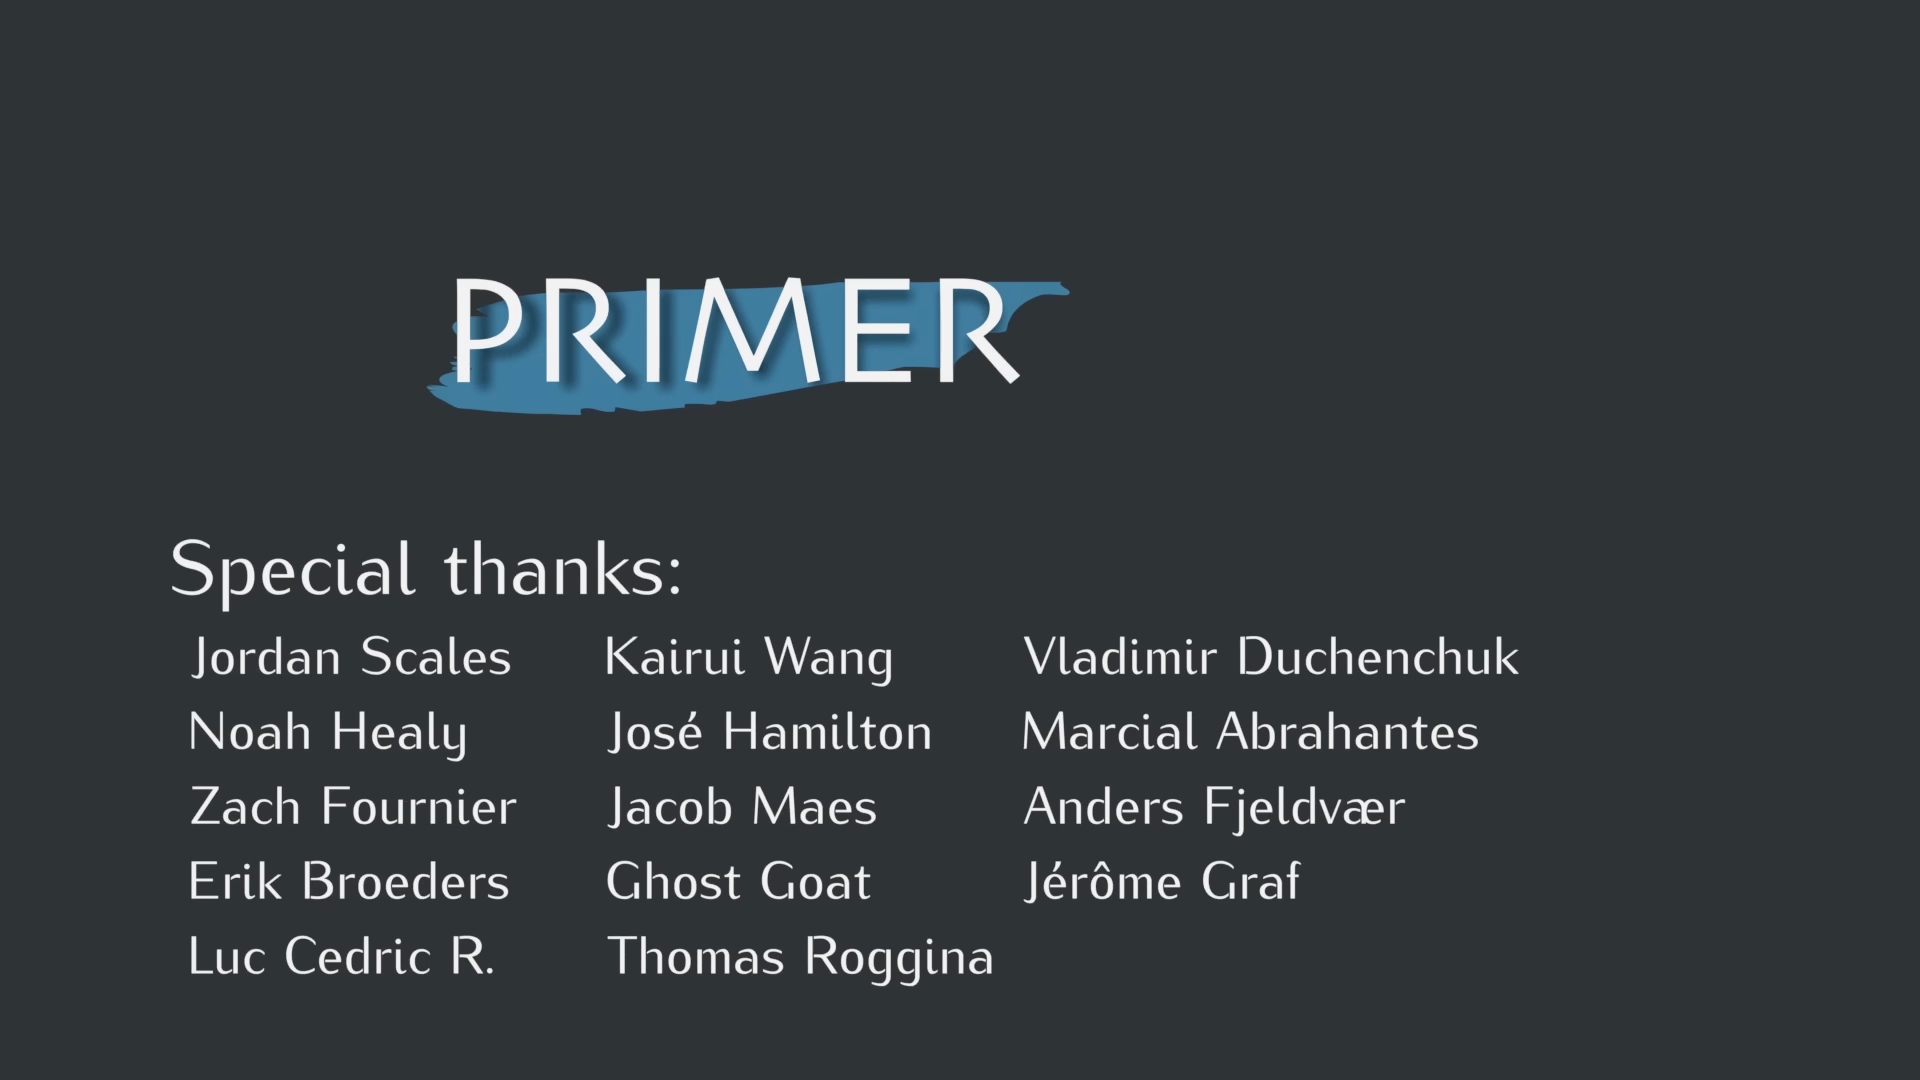 PRIMER
Special thanks:
Jordan Scales
Noah Healy
Zach Fournier
Erik Broeders
Luc Cedric R.
Kairui Wang
José Hamilton
Jacob Maes
Ghost Goat
Thomas Roggina
Vladimir Duchenchuk
Marcial Abrahantes
Anders Fjeldvær
Jérôme Graf